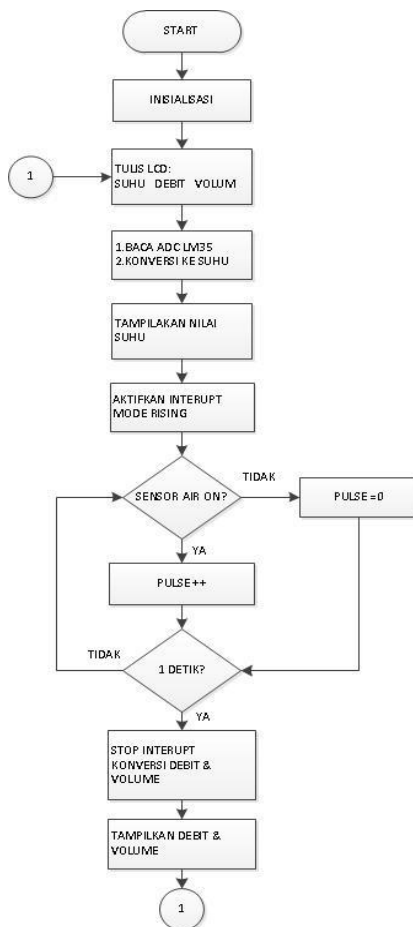 START
INISIALISASI
1
TULIS LCD:
SUHU DEBIT VOLUM
1.BACA ADC LM35
2.KONVERSI KE SUHU
TAMPILAKAN NILAI
SUHU
AKTIFKAN INTERUPT
MODE RISING
SENSOR AIR ON?
TIDAK
PULSE =0
YA
PULSE++
TIDAK
1 DETIK?
YA
STOP INTERUPT
KONVERSI DEBIT &
VOLUME
TAMPILKAN DEBIT &
VOLUME
1